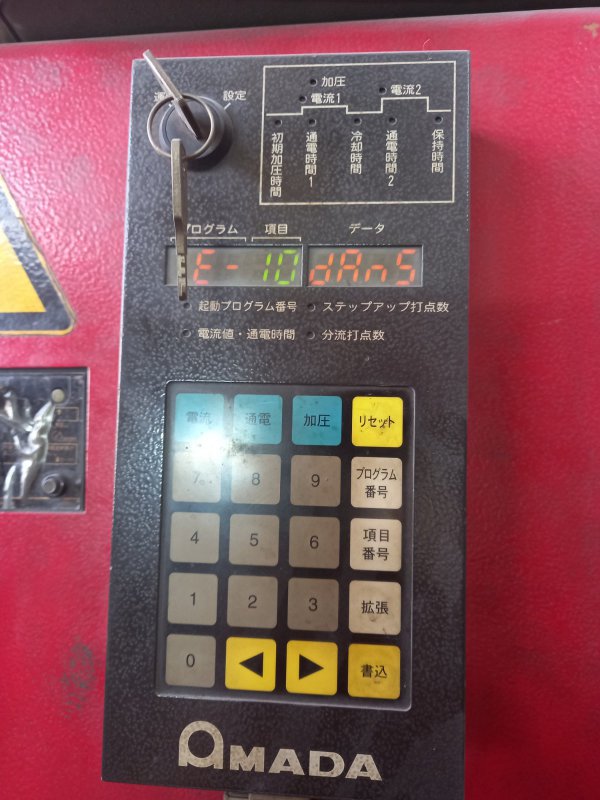 設定
加圧
電流1
電流2
初期加圧時間
通電時間1
冷却時間
通電時間2
保持時間
プログラム
項目
データ
E-10 dAnS
起動プログラム番号
ステップアップ打点数
電流値・通電時間
分流打点数
電流
通電
加圧
リセット
7
8
9
プログラム番号
4
5
6
項目番号
1
2
3
拡張
0
◀
▶
書込
AMADA